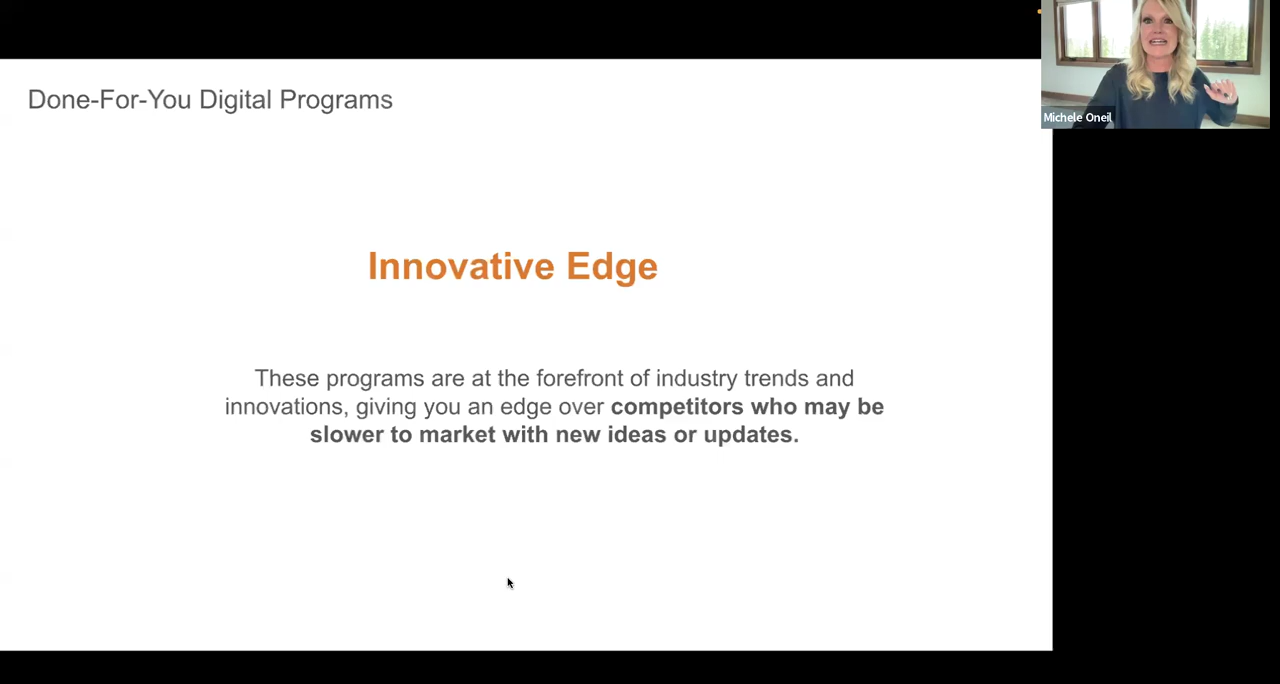 Done-For-You Digital Programs
Michele Oneil
Innovative Edge
These programs are at the forefront of industry trends and
innovations, giving you an edge over competitors who may be
slower to market with new ideas or updates.